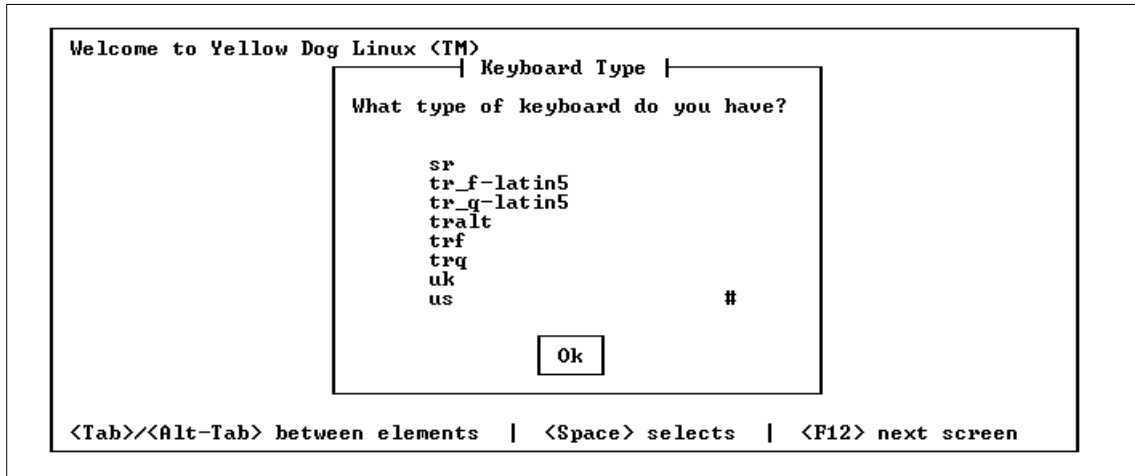 Welcome to Yellow Dog Linux (TM)
Keyboard Type
What type of keyboard do you have?
sr
tr_f-latin5
tr_q-latin5
tralt
trf
trq
uk
us #
Ok
<Tab>/<Alt-Tab> between elements | <Space> selects | <F12> next screen